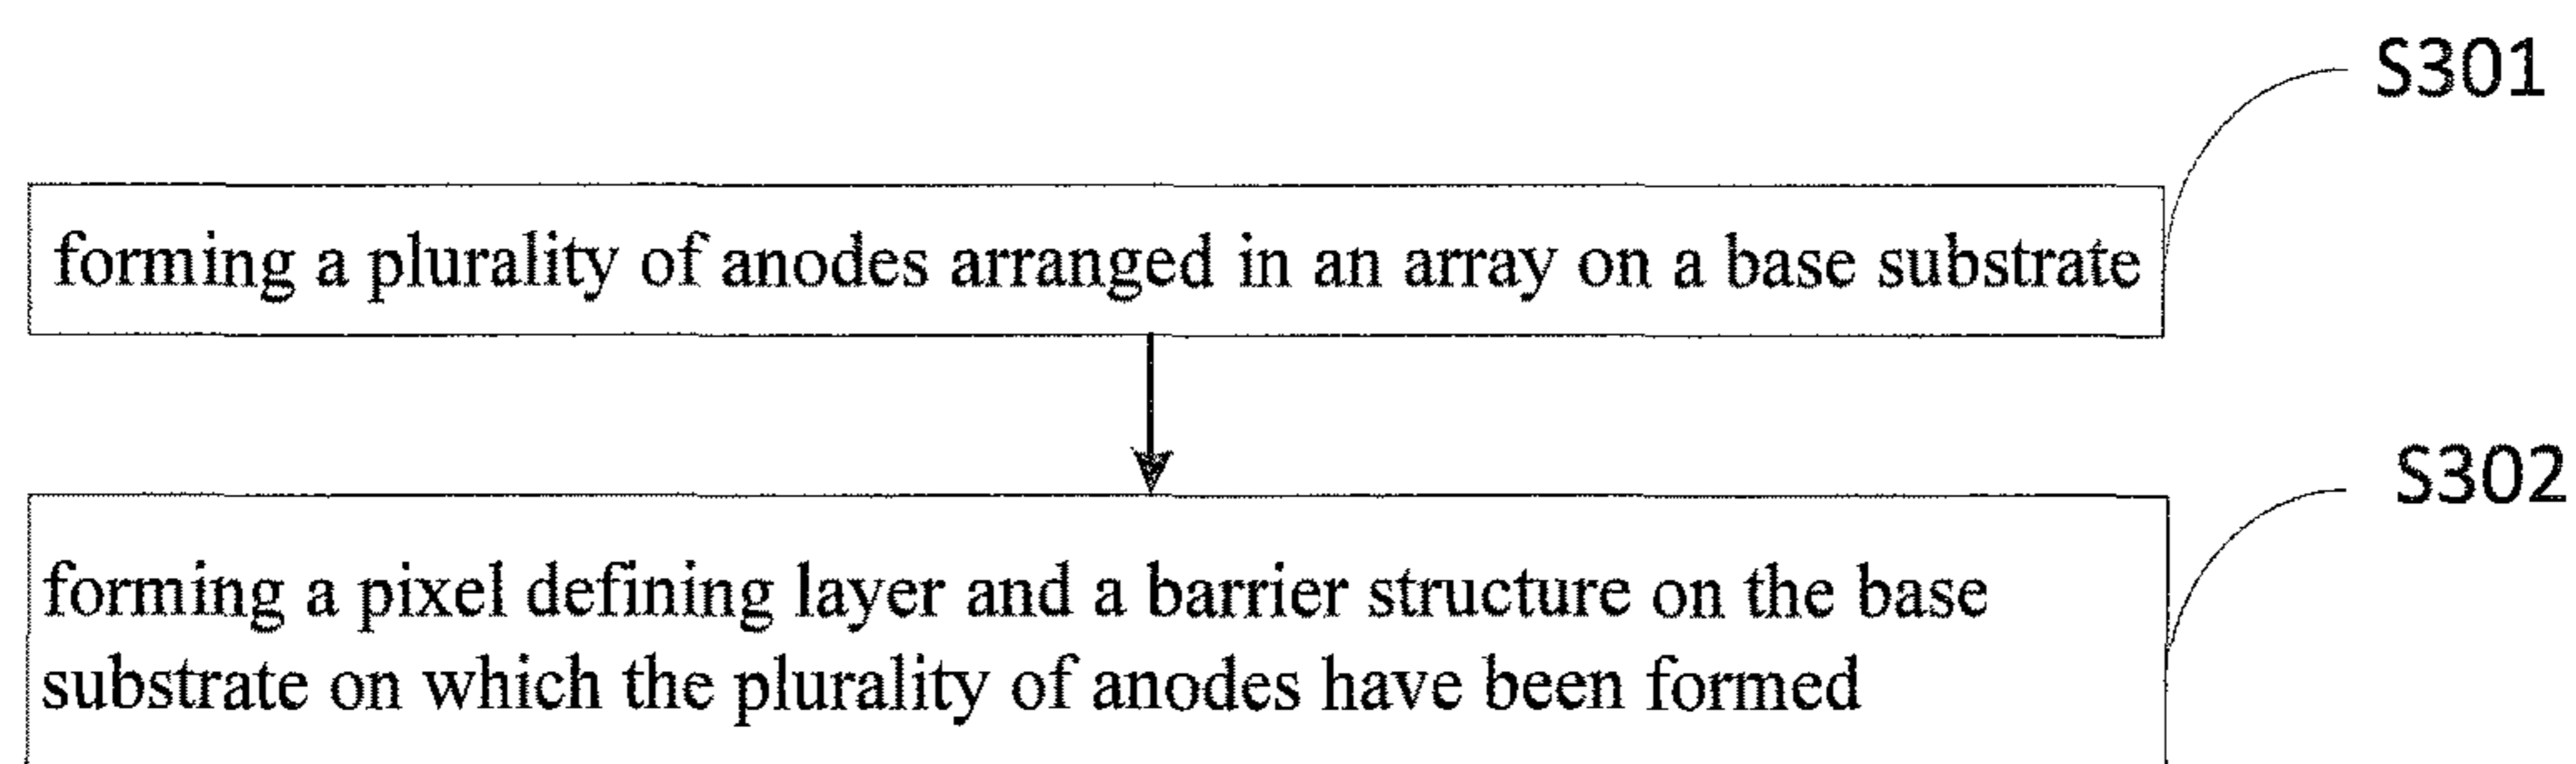 S301
forming a plurality of anodes arranged in an array on a base substrate
S302
forming a pixel defining layer and a barrier structure on the base
substrate on which the plurality of anodes have been formed